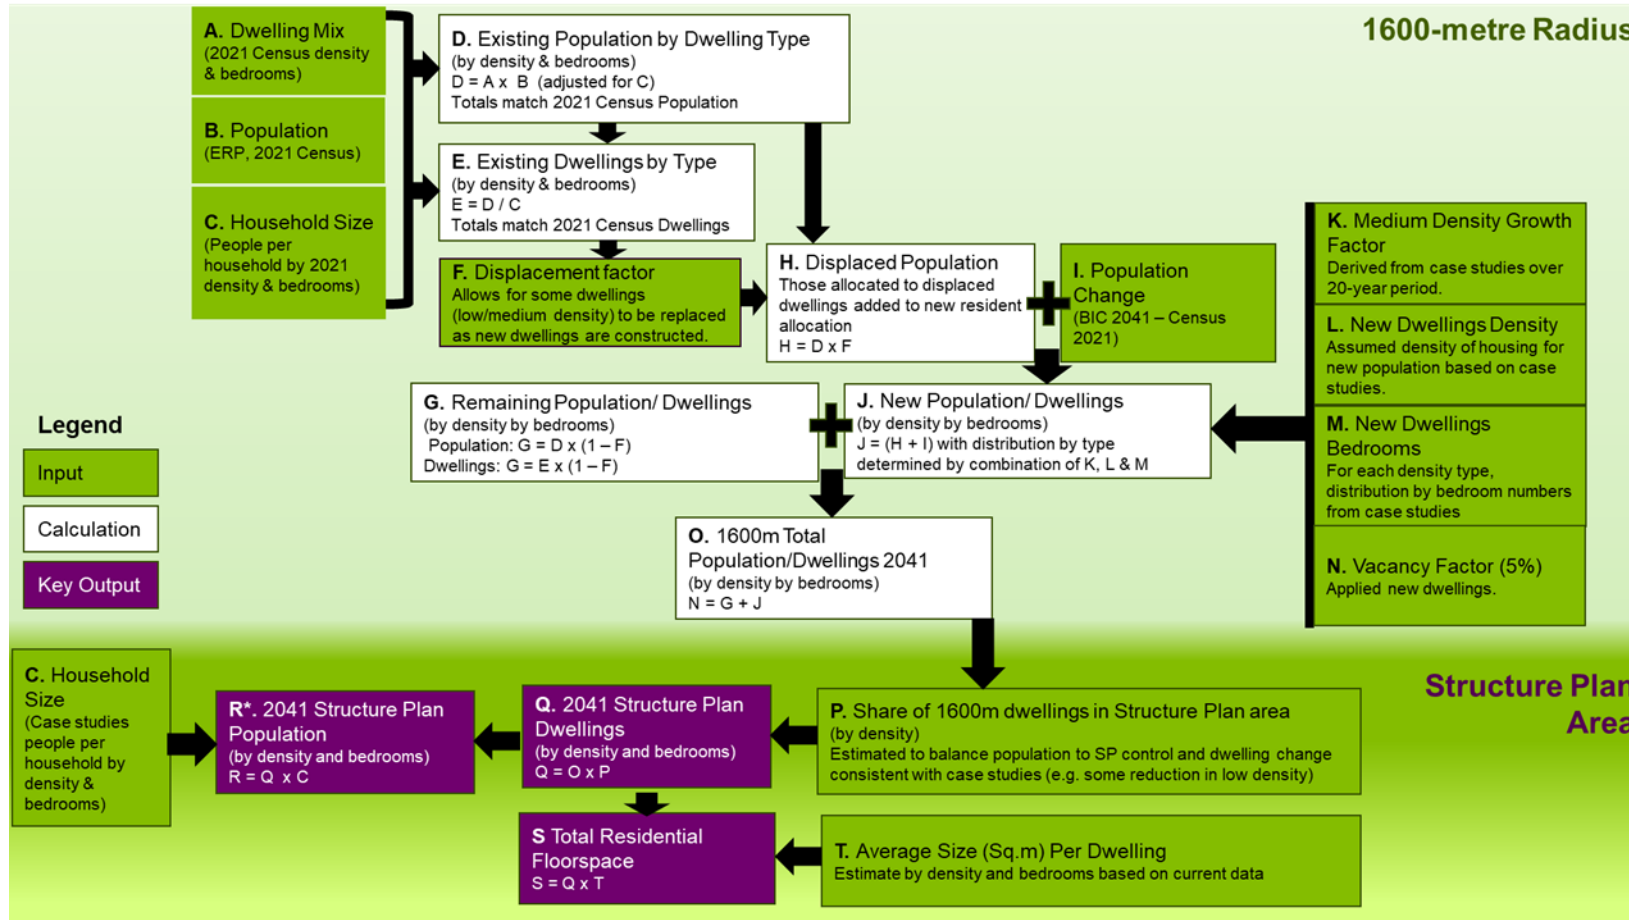 1600-metre Radius
A. Dwelling Mix
(2021 Census density
& bedrooms)
B. Population
(ERP, 2021 Census)
C. Household Size
(People per
household by 2021
density & bedrooms)
D. Existing Population by Dwelling Type
(by density & bedrooms)
D = A x B (adjusted for C)
Totals match 2021 Census Population
E. Existing Dwellings by Type
(by density & bedrooms)
E = D / C
Totals match 2021 Census Dwellings
F. Displacement factor
Allows for some dwellings
(low/medium density) to be replaced
as new dwellings are constructed.
H. Displaced Population
Those allocated to displaced
dwellings added to new resident
allocation
H = D x F
I. Population
Change
(BIC 2041 – Census
2021)
K. Medium Density Growth
Factor
Derived from case studies over
20-year period.
L. New Dwellings Density
Assumed density of housing for
new population based on case
studies.
M. New Dwellings
Bedrooms
For each density type,
distribution by bedroom numbers
from case studies
N. Vacancy Factor (5%)
Applied new dwellings.
G. Remaining Population/ Dwellings
(by density by bedrooms)
Population: G = D x (1 – F)
Dwellings: G = E x (1 – F)
J. New Population/ Dwellings
(by density by bedrooms)
J = (H + I) with distribution by type
determined by combination of K, L & M
Legend
Input
Calculation
Key Output
O. 1600m Total
Population/Dwellings 2041
(by density by bedrooms)
N = G + J
Structure Plan
Area
C. Household
Size
(Case studies
people per
household by
density &
bedrooms)
R*. 2041 Structure Plan
Population
(by density and bedrooms)
R = Q x C
Q. 2041 Structure Plan
Dwellings
(by density and bedrooms)
Q = O x P
P. Share of 1600m dwellings in Structure Plan area
(by density)
Estimated to balance population to SP control and dwelling change
consistent with case studies (e.g. some reduction in low density)
S Total Residential
Floorspace
S = Q x T
T. Average Size (Sq.m) Per Dwelling
Estimate by density and bedrooms based on current data